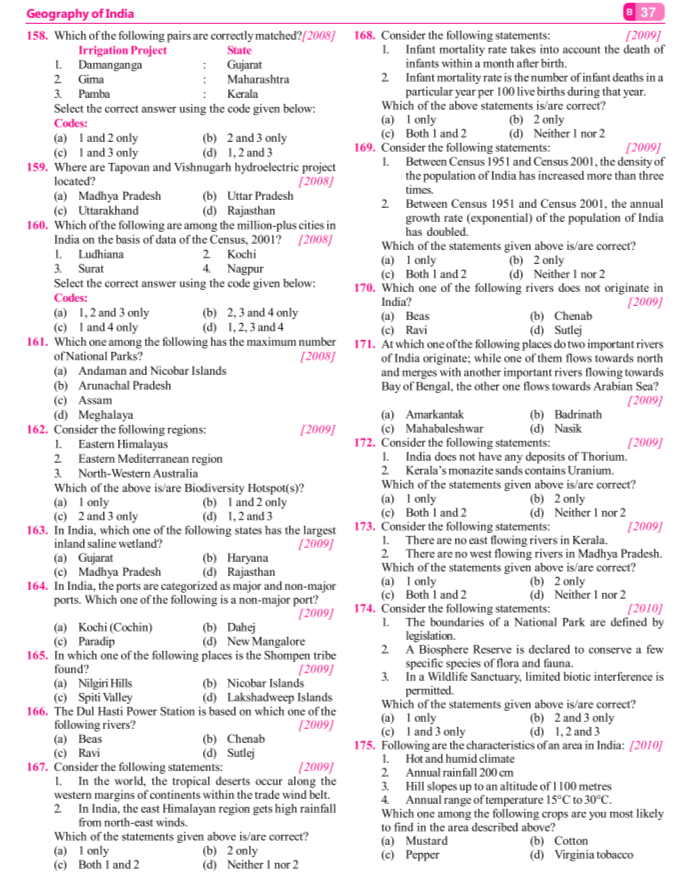 Geography of India
B 37
158. Which of the following pairs are correctly matched? [2008]
Irrigation Project State
1. Damanganga : Gujarat
2. Girna : Maharashtra
3. Pamba : Kerala
Select the correct answer using the code given below:
Codes:
(a) 1 and 2 only (b) 2 and 3 only
(c) 1 and 3 only (d) 1, 2 and 3
159. Where are Tapovan and Vishnugarh hydroelectric project
located? [2008]
(a) Madhya Pradesh (b) Uttar Pradesh
(c) Uttarakhand (d) Rajasthan
160. Which of the following are among the million-plus cities in
India on the basis of data of the Census, 2001? [2008]
1. Ludhiana 2. Kochi
3. Surat 4. Nagpur
Select the correct answer using the code given below:
Codes:
(a) 1, 2 and 3 only (b) 2, 3 and 4 only
(c) 1 and 4 only (d) 1, 2, 3 and 4
161. Which one among the following has the maximum number
of National Parks? [2008]
(a) Andaman and Nicobar Islands
(b) Arunachal Pradesh
(c) Assam
(d) Meghalaya
162. Consider the following regions: [2009]
1. Eastern Himalayas
2. Eastern Mediterranean region
3. North-Western Australia
Which of the above is/are Biodiversity Hotspot(s)?
(a) 1 only (b) 1 and 2 only
(c) 2 and 3 only (d) 1, 2 and 3
163. In India, which one of the following states has the largest
inland saline wetland? [2009]
(a) Gujarat (b) Haryana
(c) Madhya Pradesh (d) Rajasthan
164. In India, the ports are categorized as major and non-major
ports. Which one of the following is a non-major port?
[2009]
(a) Kochi (Cochin) (b) Dahej
(c) Paradip (d) New Mangalore
165. In which one of the following places is the Shompen tribe
found? [2009]
(a) Nilgiri Hills (b) Nicobar Islands
(c) Spiti Valley (d) Lakshadweep Islands
166. The Dul Hasti Power Station is based on which one of the
following rivers? [2009]
(a) Beas (b) Chenab
(c) Ravi (d) Sutlej
167. Consider the following statements: [2009]
1. In the world, the tropical deserts occur along the
western margins of continents within the trade wind belt.
2. In India, the east Himalayan region gets high rainfall
from north-east winds.
Which of the statements given above is/are correct?
(a) 1 only (b) 2 only
(c) Both 1 and 2 (d) Neither 1 nor 2
168. Consider the following statements: [2009]
1. Infant mortality rate takes into account the death of
infants within a month after birth.
2. Infant mortality rate is the number of infant deaths in a
particular year per 100 live births during that year.
Which of the above statements is/are correct?
(a) 1 only (b) 2 only
(c) Both 1 and 2 (d) Neither 1 nor 2
169. Consider the following statements: [2009]
1. Between Census 1951 and Census 2001, the density of
the population of India has increased more than three
times.
2. Between Census 1951 and Census 2001, the annual
growth rate (exponential) of the population of India
has doubled.
Which of the statements given above is/are correct?
(a) 1 only (b) 2 only
(c) Both 1 and 2 (d) Neither 1 nor 2
170. Which one of the following rivers does not originate in
India? [2009]
(a) Beas (b) Chenab
(c) Ravi (d) Sutlej
171. At which one of the following places do two important rivers
of India originate; while one of them flows towards north
and merges with another important rivers flowing towards
Bay of Bengal, the other one flows towards Arabian Sea?
[2009]
(a) Amarkantak (b) Badrinath
(c) Mahabaleshwar (d) Nasik
172. Consider the following statements: [2009]
1. India does not have any deposits of Thorium.
2. Kerala's monazite sands contains Uranium.
Which of the statements given above is/are correct?
(a) 1 only (b) 2 only
(c) Both 1 and 2 (d) Neither 1 nor 2
173. Consider the following statements: [2009]
1. There are no east flowing rivers in Kerala.
2. There are no west flowing rivers in Madhya Pradesh.
Which of the statements given above is/are correct?
(a) 1 only (b) 2 only
(c) Both 1 and 2 (d) Neither 1 nor 2
174. Consider the following statements: [2010]
1. The boundaries of a National Park are defined by
legislation.
2. A Biosphere Reserve is declared to conserve a few
specific species of flora and fauna.
3. In a Wildlife Sanctuary, limited biotic interference is
permitted.
Which of the statements given above is/are correct?
(a) 1 only (b) 2 and 3 only
(c) 1 and 3 only (d) 1, 2 and 3
175. Following are the characteristics of an area in India: [2010]
1. Hot and humid climate
2. Annual rainfall 200 cm
3. Hill slopes up to an altitude of 1100 metres
4. Annual range of temperature 15°C to 30°C.
Which one among the following crops are you most likely
to find in the area described above?
(a) Mustard (b) Cotton
(c) Pepper (d) Virginia tobacco